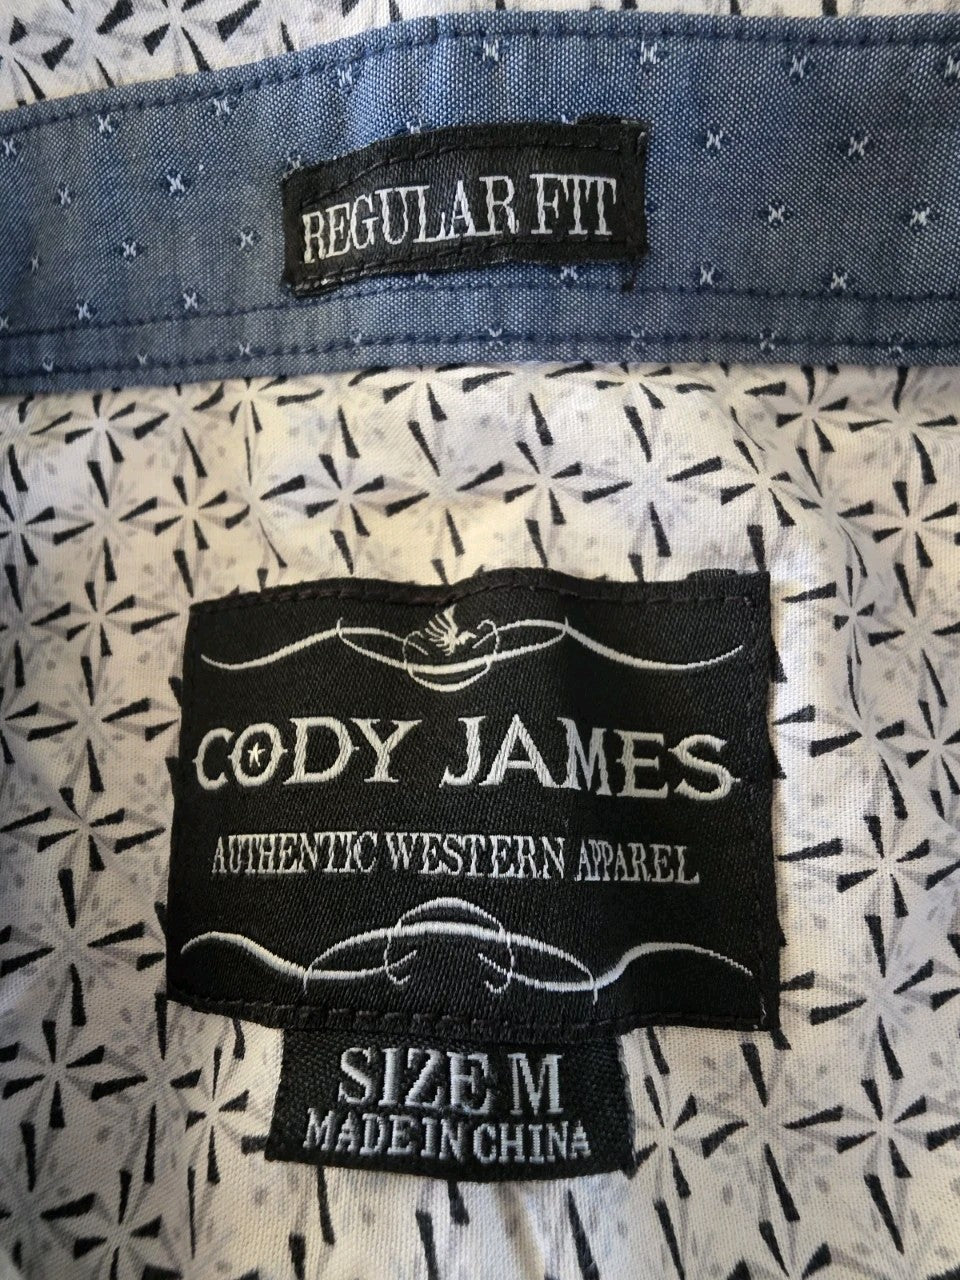 REGULAR FIT
CODY JAMES
AUTHENTIC WESTERN APPAREL
SIZE M
MADE IN CHINA